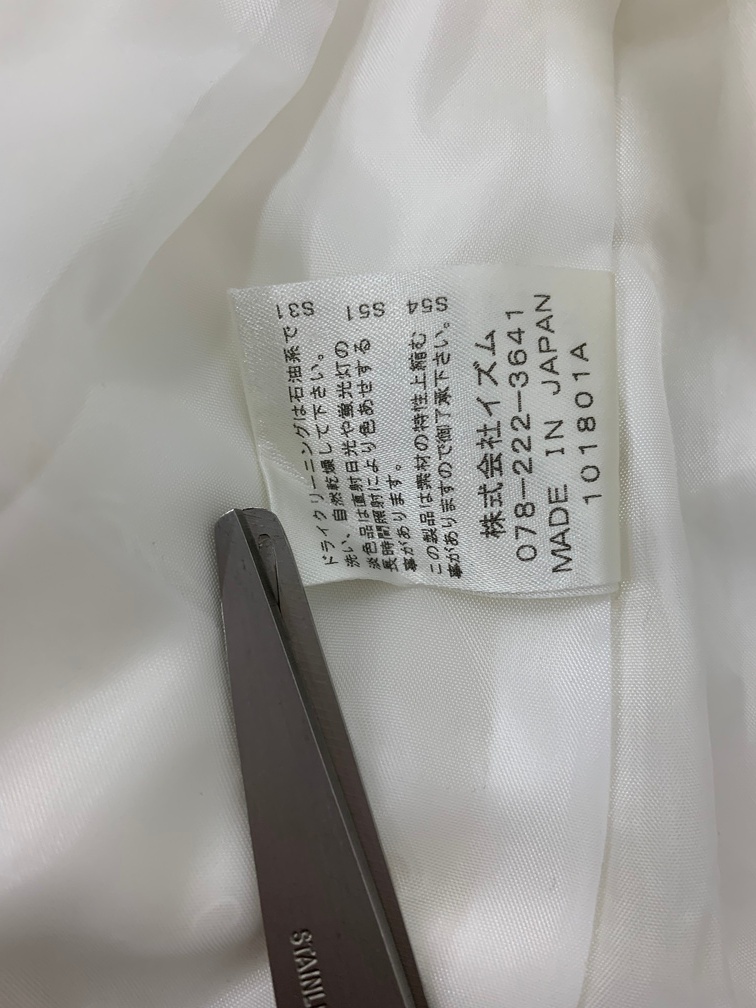 ドライクリーニングは石油系で S31
洗い、自然乾燥して下さい。
淡色品は直射日光や蛍光灯の S51
長時間照射により色あせする
事があります。
この製品は素材の特性上縮む S54
事がありますので御了承下さい。
株式会社イズム
078-222-3641
MADE IN JAPAN
101801A
STAINL